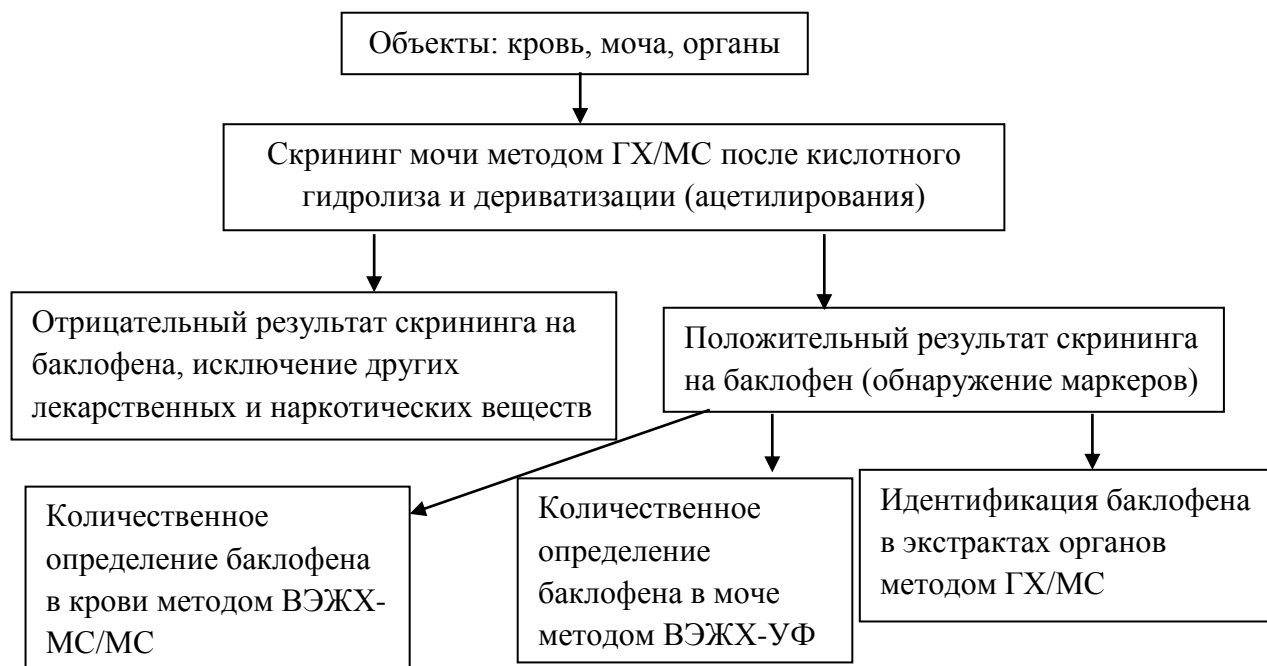 Объекты: кровь, моча, органы
Скрининг мочи методом ГХ/МС после кислотного
гидролиза и дериватизации (ацетилирования)
Отрицательный результат скрининга на
баклофена, исключение других
лекарственных и наркотических веществ
Положительный результат скрининга
на баклофен (обнаружение маркеров)
Количественное
определение баклофена
в крови методом ВЭЖХ-
МС/МС
Количественное
определение
баклофена в моче
методом ВЭЖХ-УФ
Идентификация баклофена
в экстрактах органов
методом ГХ/МС